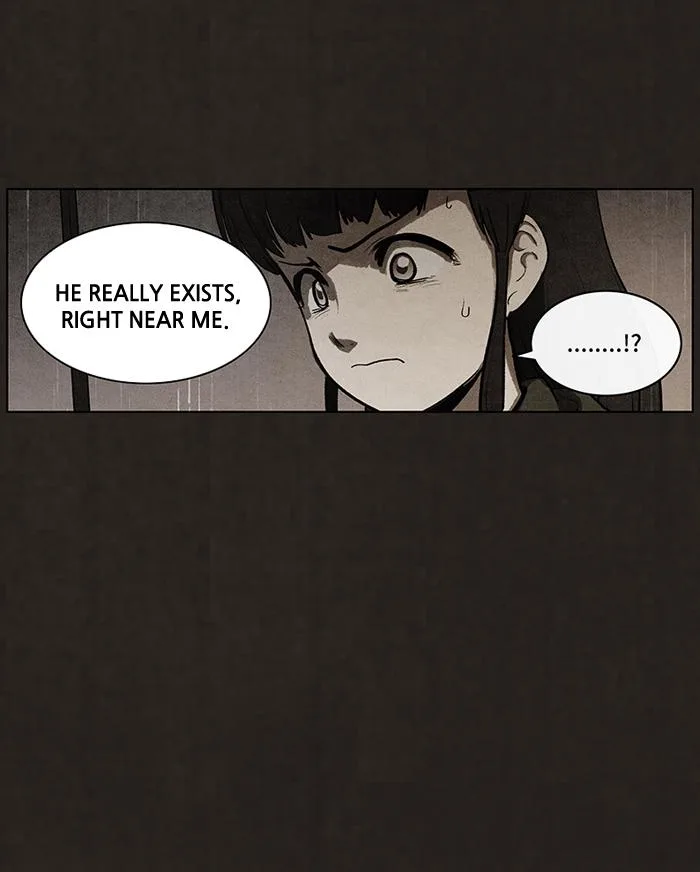 HE REALLY EXISTS,
RIGHT NEAR ME.
........!?